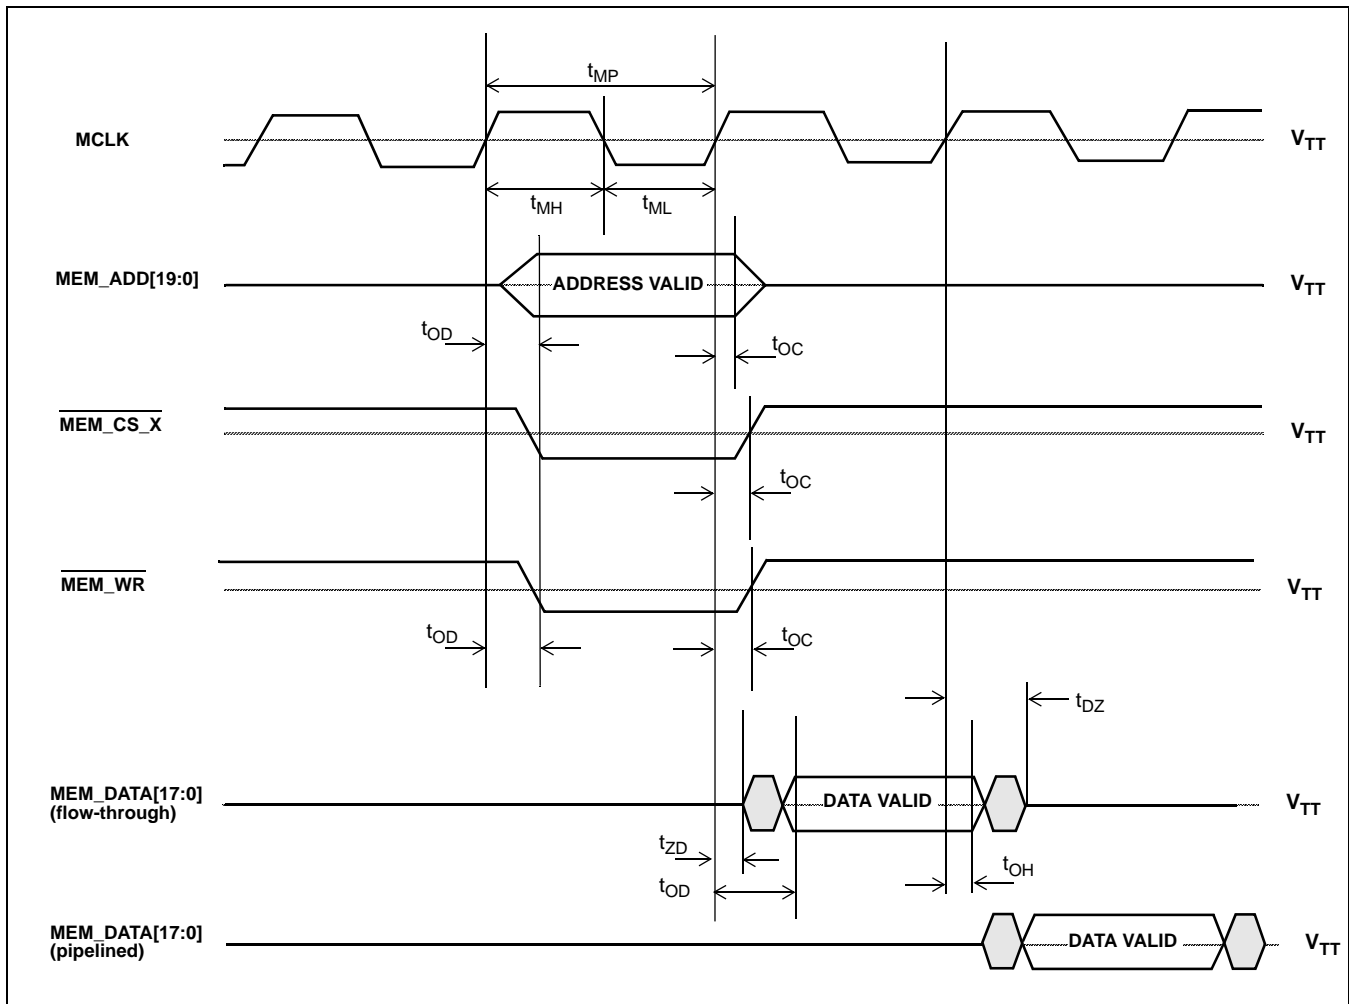 tMP
MCLK
VTT
tMH
tML
MEM_ADD[19:0]
ADDRESS VALID
VTT
tOD
tOC
MEM_CS_X
VTT
tOC
MEM_WR
VTT
tOD
tOC
tDZ
MEM_DATA[17:0]
(flow-through)
DATA VALID
VTT
tZD
tOD
tOH
MEM_DATA[17:0]
(pipelined)
DATA VALID
VTT